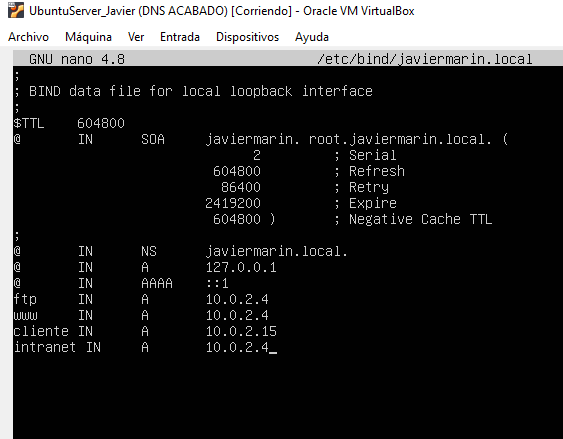 UbuntuServer_Javier (DNS ACABADO) [Corriendo] - Oracle VM VirtualBox
Archivo Máquina Ver Entrada Dispositivos Ayuda
GNU nano 4.8 /etc/bind/javiermarin.local
;
; BIND data file for local loopback interface
;
$TTL 604800
@ IN SOA javiermarin. root.javiermarin.local. (
2 ; Serial
604800 ; Refresh
86400 ; Retry
2419200 ; Expire
604800 ) ; Negative Cache TTL
;
@ IN NS javiermarin.local.
@ IN A 127.0.0.1
@ IN AAAA ::1
ftp IN A 10.0.2.4
www IN A 10.0.2.4
cliente IN A 10.0.2.15
intranet IN A 10.0.2.4_